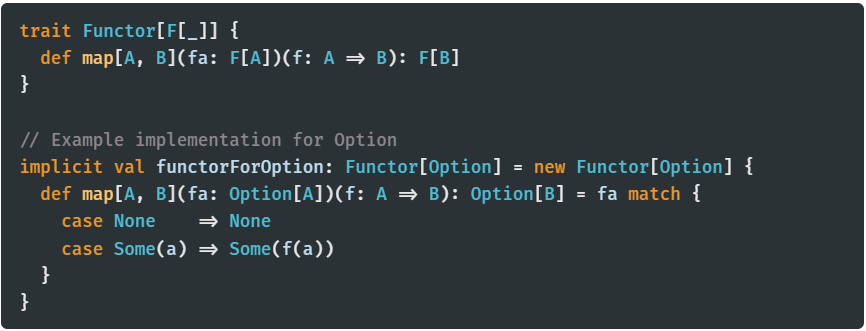 trait Functor[F[_]] {
  def map[A, B](fa: F[A])(f: A => B): F[B]
}

// Example implementation for Option
implicit val functorForOption: Functor[Option] = new Functor[Option] {
  def map[A, B](fa: Option[A])(f: A => B): Option[B] = fa match {
    case None    => None
    case Some(a) => Some(f(a))
  }
}